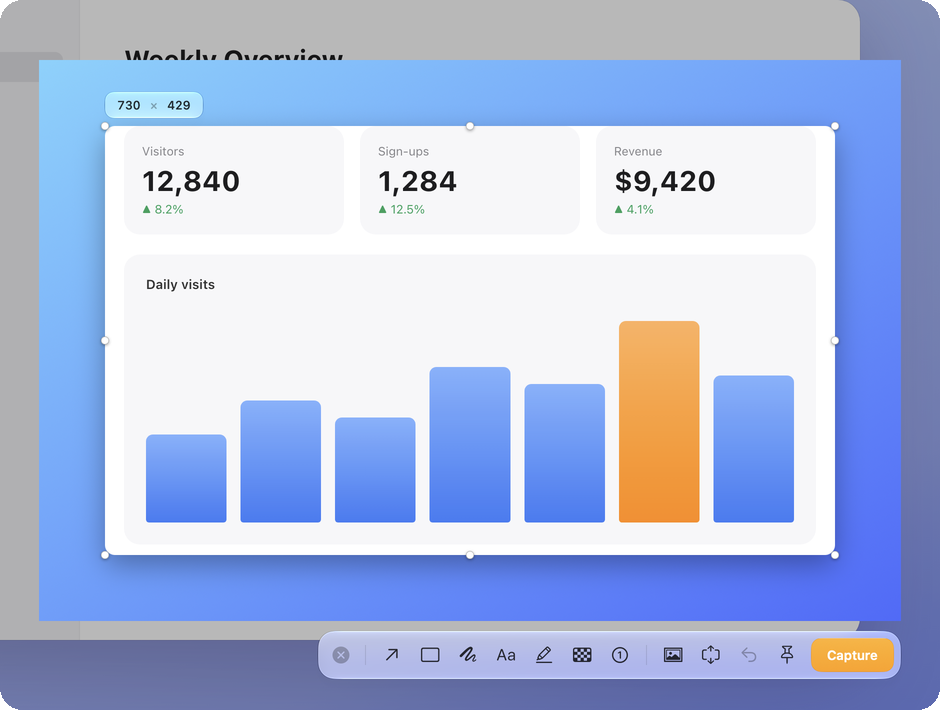 Weekly Overview
730 × 429
Visitors
12,840
▲ 8.2%
Sign-ups
1,284
▲ 12.5%
Revenue
$9,420
▲ 4.1%
Daily visits
Aa
1
Capture